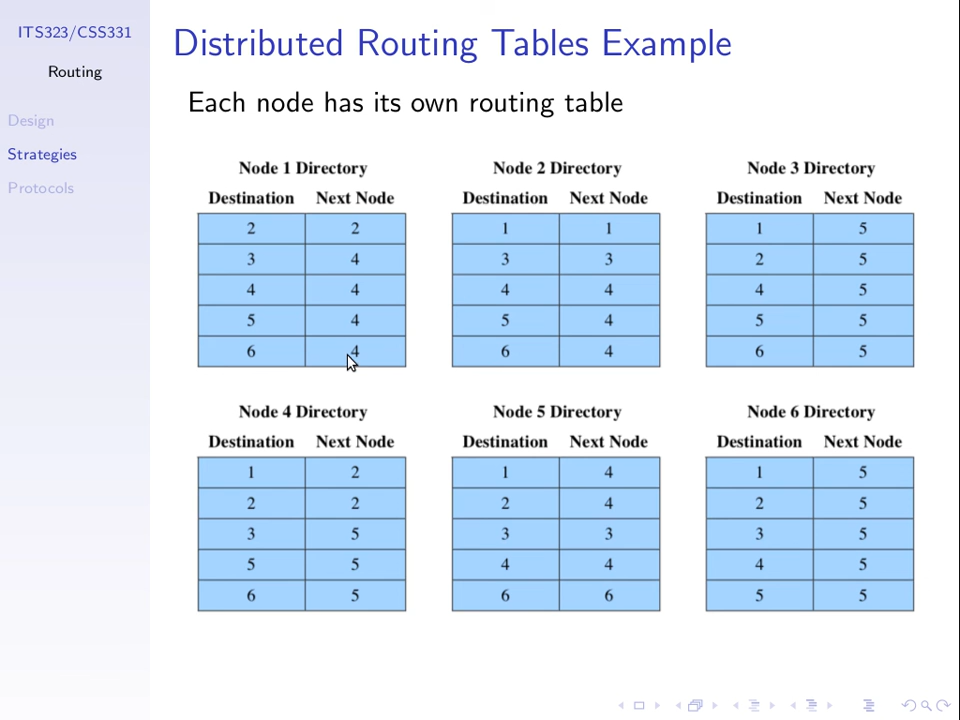 ITS323/CSS331
Routing
Design
Strategies
Protocols
Distributed Routing Tables Example
Each node has its own routing table
Node 1 Directory
Destination Next Node
2 2
3 4
4 4
5 4
6 4
Node 2 Directory
Destination Next Node
1 1
3 3
4 4
5 4
6 4
Node 3 Directory
Destination Next Node
1 5
2 5
4 5
5 5
6 5
Node 4 Directory
Destination Next Node
1 2
2 2
3 5
5 5
6 5
Node 5 Directory
Destination Next Node
1 4
2 4
3 3
4 4
6 6
Node 6 Directory
Destination Next Node
1 5
2 5
3 5
4 5
5 5